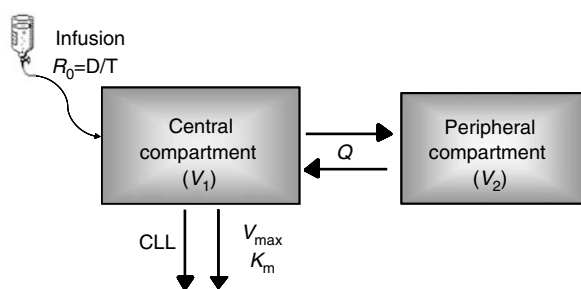 Infusion
R₀=D/T
Central
compartment
(V₁)
Q
Peripheral
compartment
(V₂)
CLL
Vmax
Km